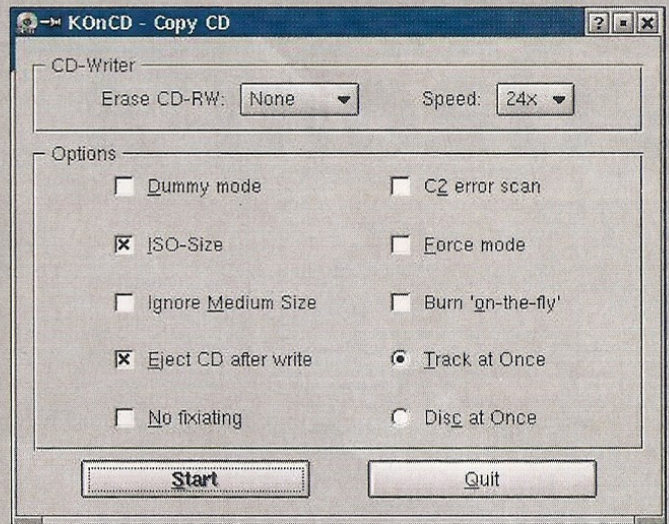 KOnCD - Copy CD
CD-Writer
Erase CD-RW: None Speed: 24x
Options
Dummy mode
C2 error scan
ISO-Size
Force mode
Ignore Medium Size
Burn 'on-the-fly'
Eject CD after write
Track at Once
No fixiating
Disc at Once
Start
Quit